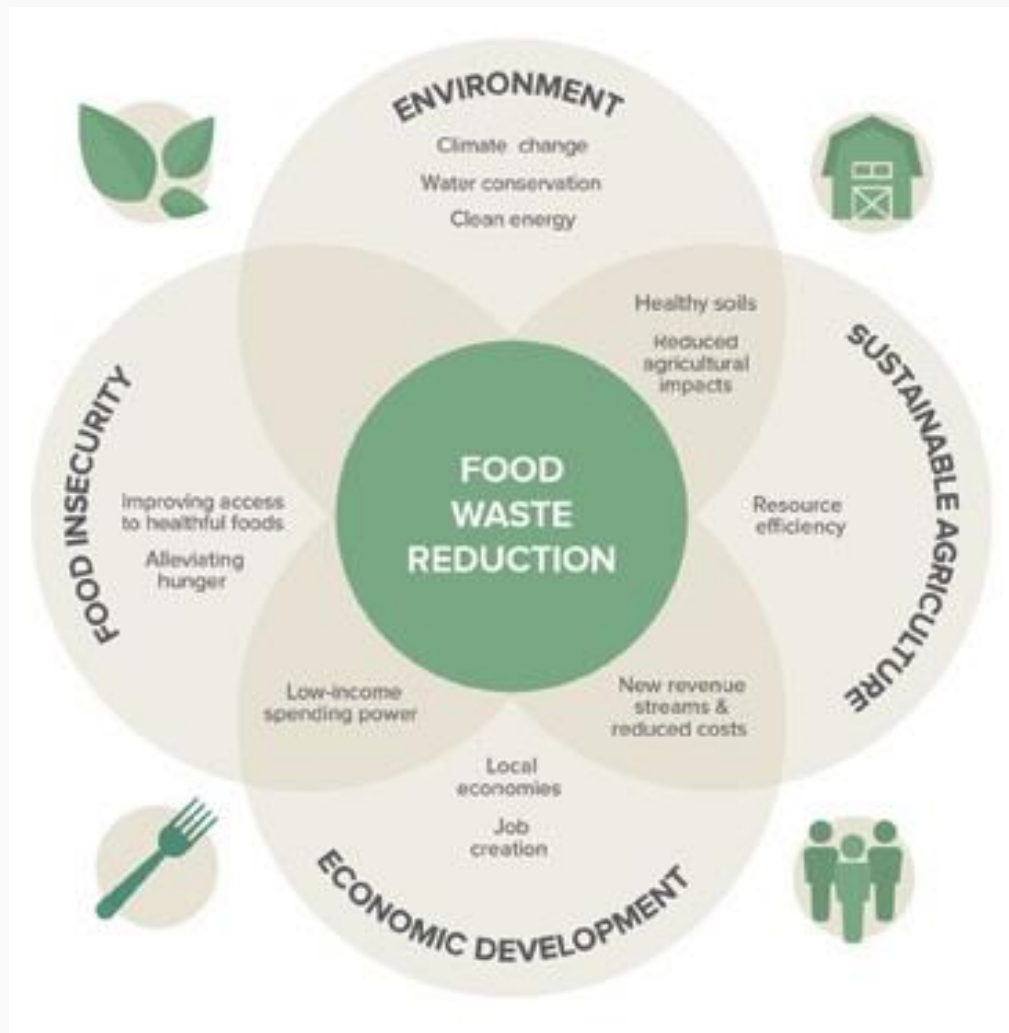 ENVIRONMENT
Climate change
Water conservation
Clean energy
Healthy soils
Reduced
agricultural
impacts
SUSTAINABLE AGRICULTURE
Resource
efficiency
FOOD INSECURITY
Improving access
to healthful foods
Alleviating
hunger
FOOD
WASTE
REDUCTION
Low-income
spending power
New revenue
streams &
reduced costs
Local
economies
Job
creation
ECONOMIC DEVELOPMENT